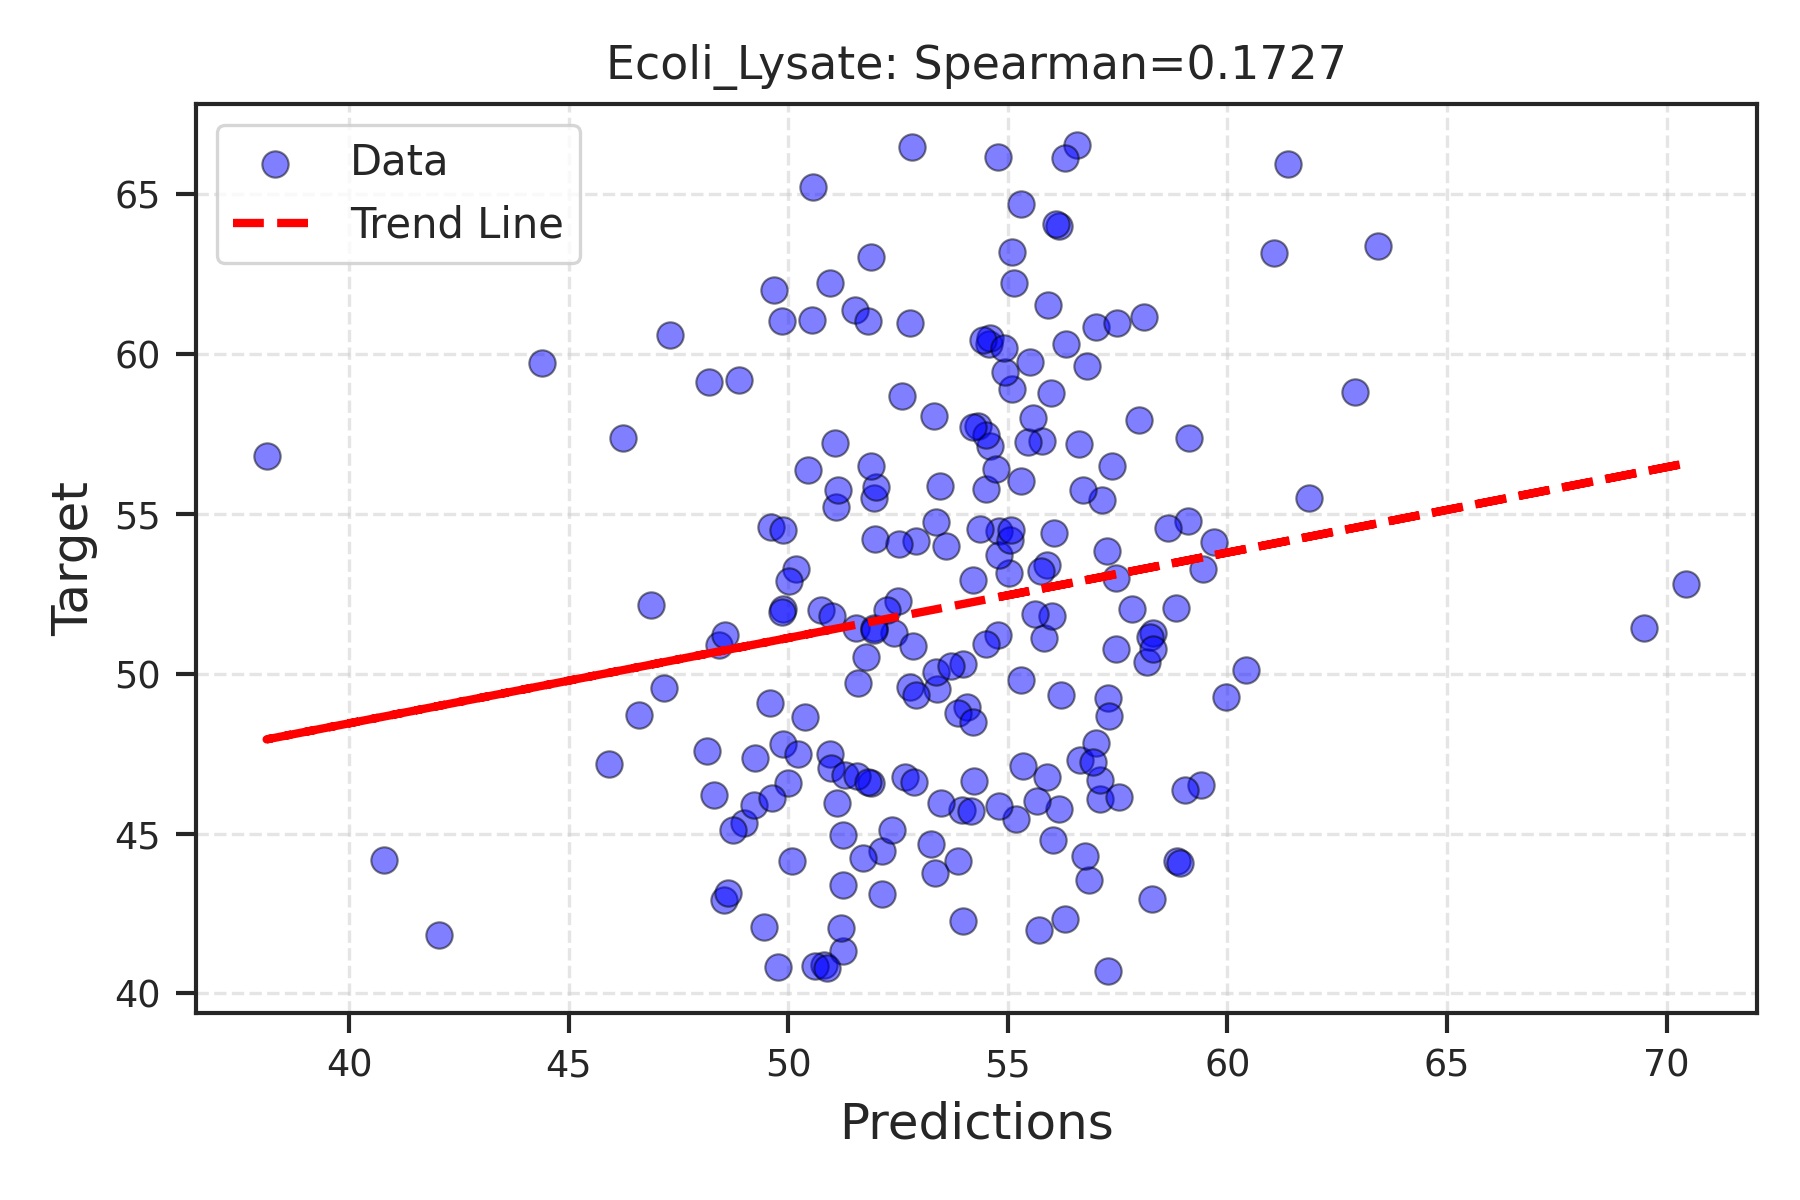 Ecoli_Lysate: Spearman=0.1727
Data
Trend Line
Target
65
60
55
50
45
40
40 45 50 55 60 65 70
Predictions